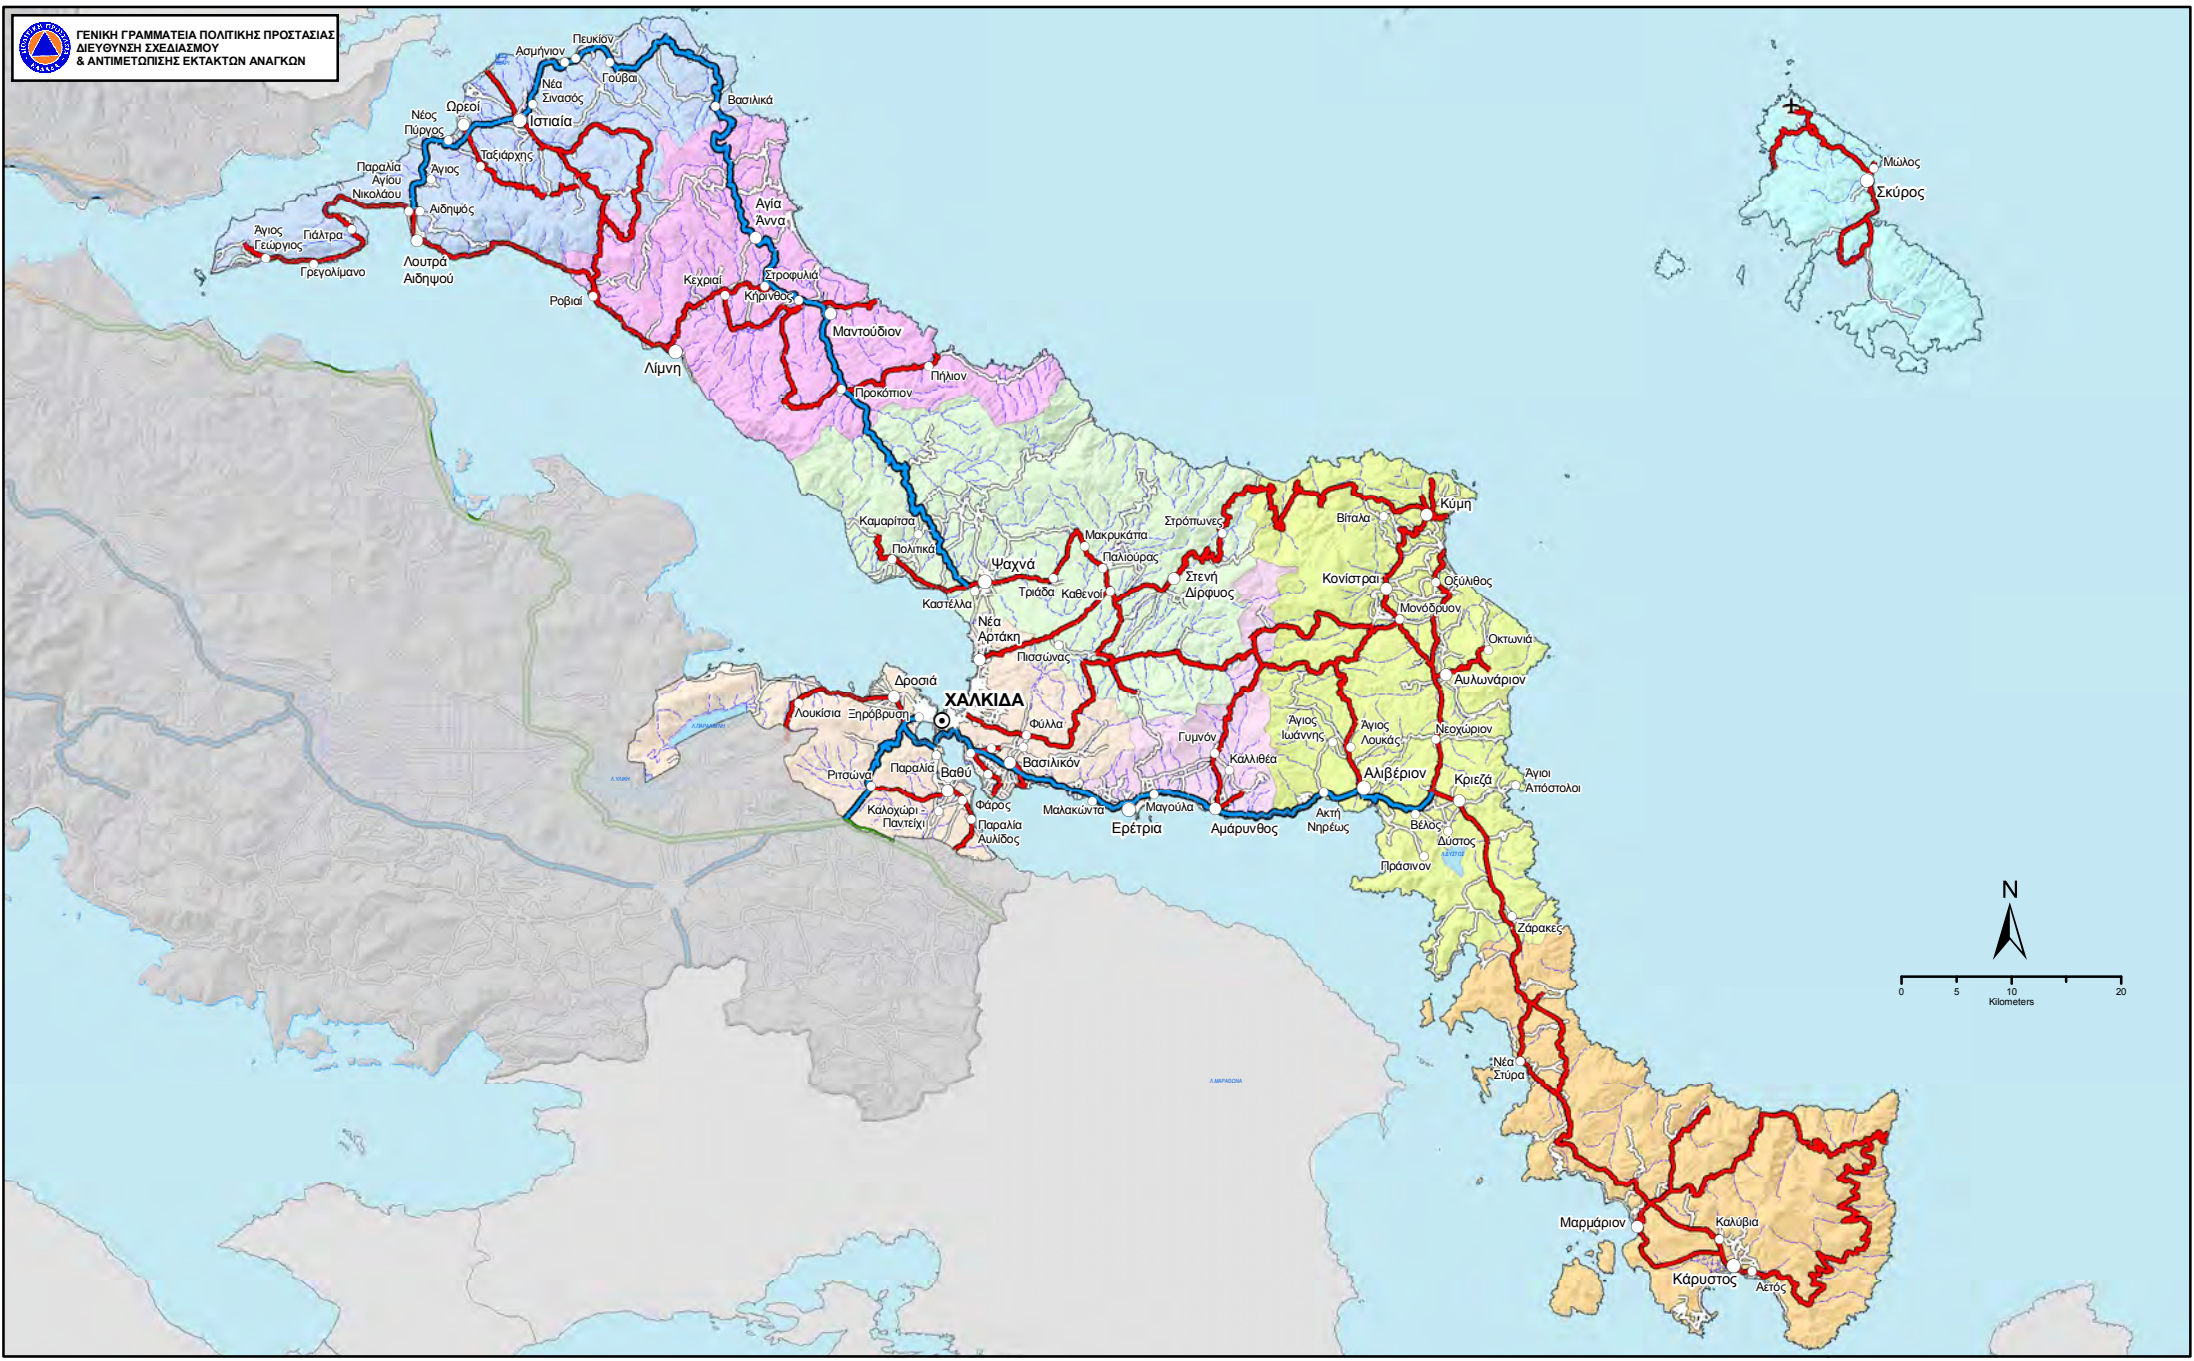 ΓΕΝΙΚΗ ΓΡΑΜΜΑΤΕΙΑ ΠΟΛΙΤΙΚΗΣ ΠΡΟΣΤΑΣΙΑΣ
ΔΙΕΥΘΥΝΣΗ ΣΧΕΔΙΑΣΜΟΥ
& ΑΝΤΙΜΕΤΩΠΙΣΗΣ ΕΚΤΑΚΤΩΝ ΑΝΑΓΚΩΝ
Πευκίον
Ασμήνιον
Γούβαι
Νέα
Σινασός
Βασιλικά
Ωρεοί
Νέος
Πύργος
Ιστιαία
Ταξιάρχης
Παραλία
Αγίου
Νικολάου
Άγιος
Αιδηψός
Άγιος
Γεώργιος
Γιάλτρα
Γρεγολίμανο
Λουτρά
Αιδηψού
Αγία
Άννα
Στροφυλιά
Κεχριαί
Κήρινθος
Ροβιαί
Μαντούδιον
Λίμνη
Πήλιον
Προκόπιον
Μώλος
Σκύρος
Καμαρίτσα
Πολιτικά
Ψαχνά
Καστέλλα
Τριάδα
Μακρυκάπα
Παλιούρας
Καθενοί
Στρόπωνες
Στενή
Δίρφυος
Βίταλα
Κύμη
Κονίστραι
Οξύλιθος
Μονόδρυον
Οκτωνιά
Αυλωνάριον
Νέα
Αρτάκη
Πισσώνας
Δροσιά
ΧΑΛΚΙΔΑ
Λουκίσια
Ξηρόβρυση
Φύλλα
Βασιλικόν
Ριτσώνα
Παραλία
Βαθύ
Φάρος
Καλοχώρι -
Παντείχι
Παραλία
Αυλίδος
Λ.ΠΑΡΑΛΙΜΝΗ
Λ.ΥΛΙΚΗ
Γυμνόν
Καλλιθέα
Άγιος
Ιωάννης
Άγιος
Λουκάς
Νεοχώριον
Αλιβέριον
Κριεζά
Άγιοι
Απόστολοι
Μαλακώντα
Ερέτρια
Μαγούλα
Αμάρυνθος
Ακτή
Νηρέως
Βέλος
Δύστος
Λ.ΔΥΣΤΟΣ
Πράσινον
Ζάρακες
Νέα
Στύρα
Λ.ΜΑΡΑΘΩΝΑ
Μαρμάριον
Καλύβια
Κάρυστος
Αετός
N
0 5 10 20
Kilometers